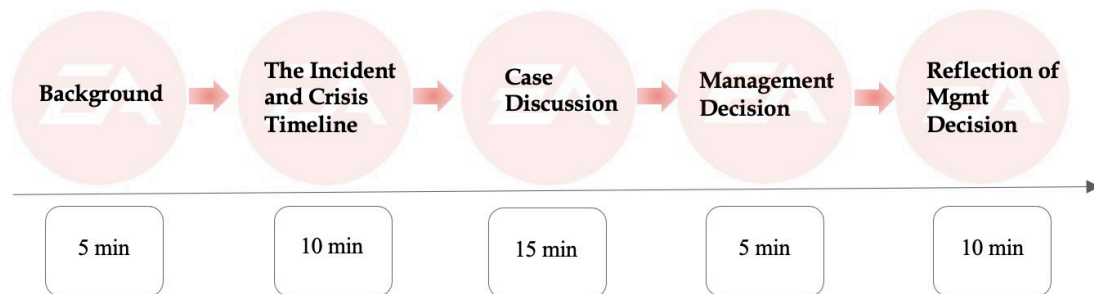 Background
The Incident
and Crisis
Timeline
Case
Discussion
Management
Decision
Reflection of
Mgmt
Decision
5 min
10 min
15 min
5 min
10 min